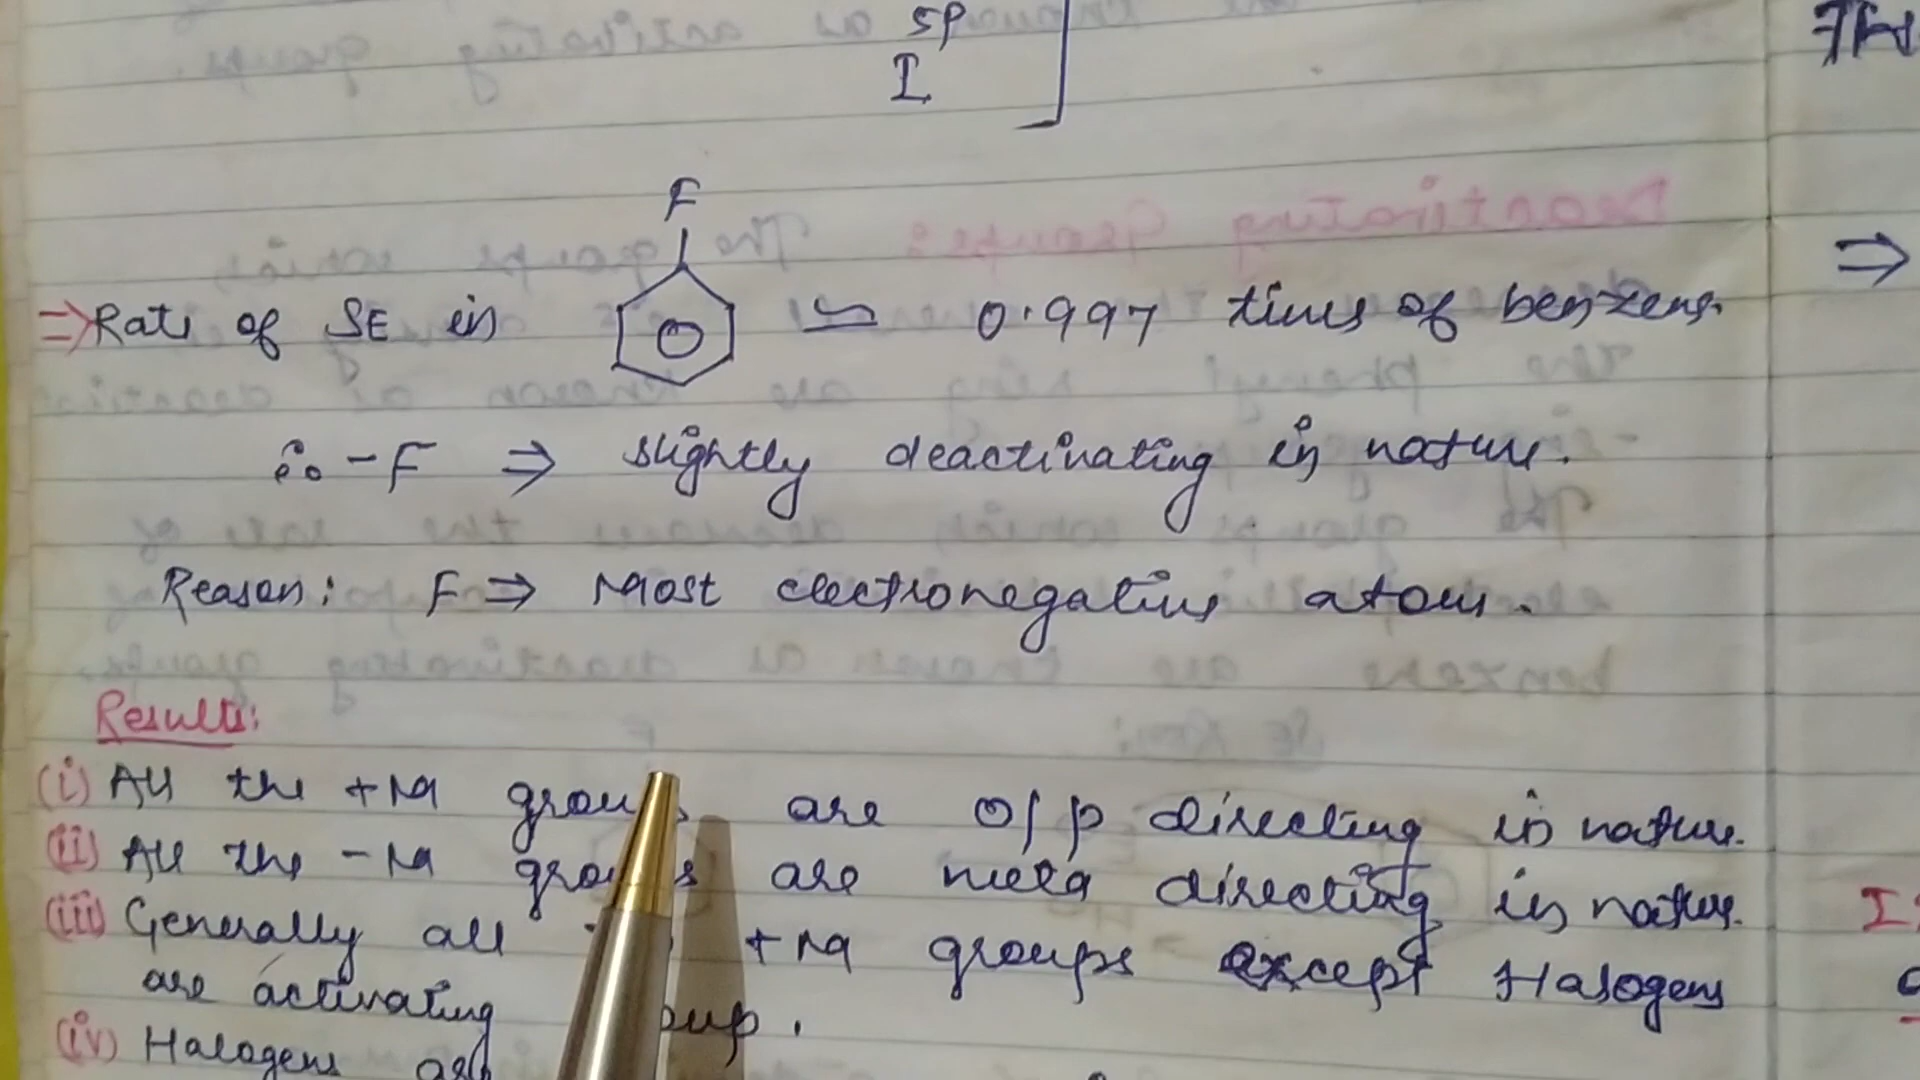 sp
I
F
⇒ Rate of SE in ≃ 0.997 times of benzene.
∴ -F ⇒ slightly deactivating in nature.
Reason: F ⇒ Most electronegative atom.
Results:
(i) All the +M groups are o/p directing in nature.
(ii) All the -M groups are meta directing in nature.
(iii) Generally all +M groups except Halogens
are activating
(iv) Halogens
⇒